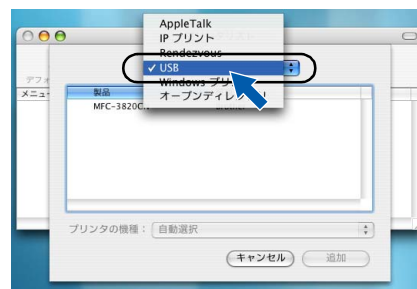 AppleTalk
IP プリント
Rendezvous
✓ USB
Windows プリ
オープンディレ
デフォ
メニュー
製品
MFC-3820C
プリンタの機種：
自動選択
キャンセル
追加